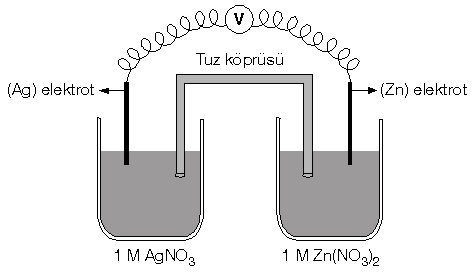 V
Tuz köprüsü
(Ag) elektrot
(Zn) elektrot
1 M AgNO₃
1 M Zn(NO₃)₂